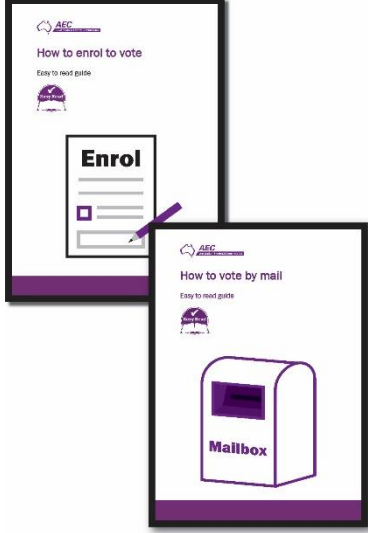 AEC
How to enrol to vote
Easy to read guide
Easy Read
Enrol
AEC
How to vote by mail
Easy to read guide
Easy Read
Mailbox